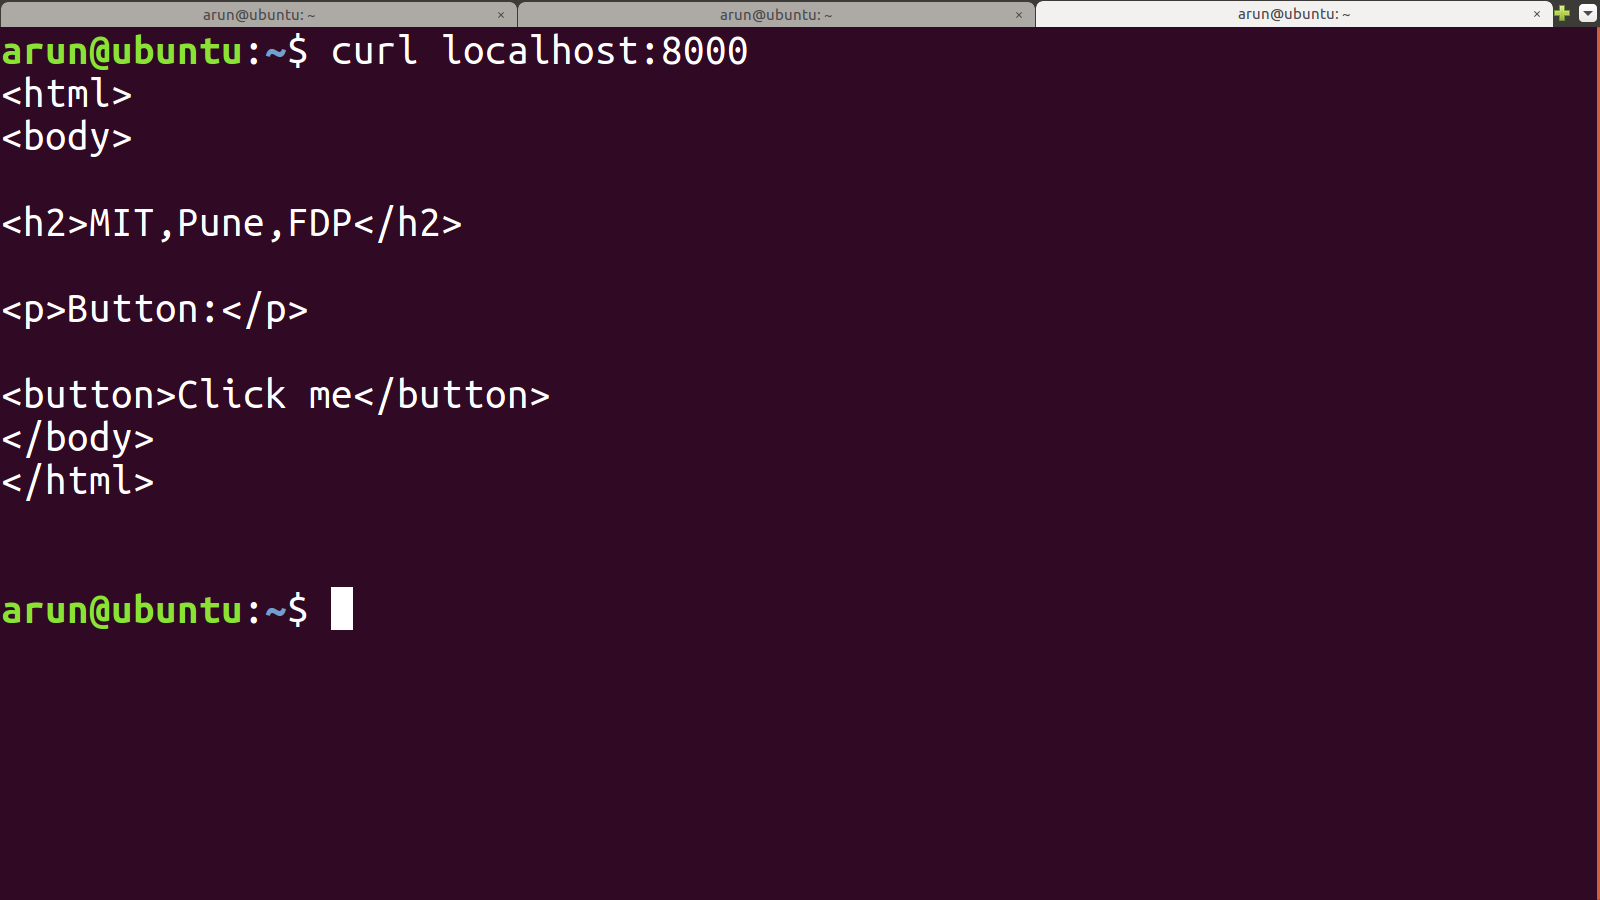 arun@ubuntu: ~ × arun@ubuntu: ~ × arun@ubuntu: ~ ×
arun@ubuntu:~$ curl localhost:8000
<html>
<body>
<h2>MIT,Pune,FDP</h2>
<p>Button:</p>
<button>Click me</button>
</body>
</html>
arun@ubuntu:~$